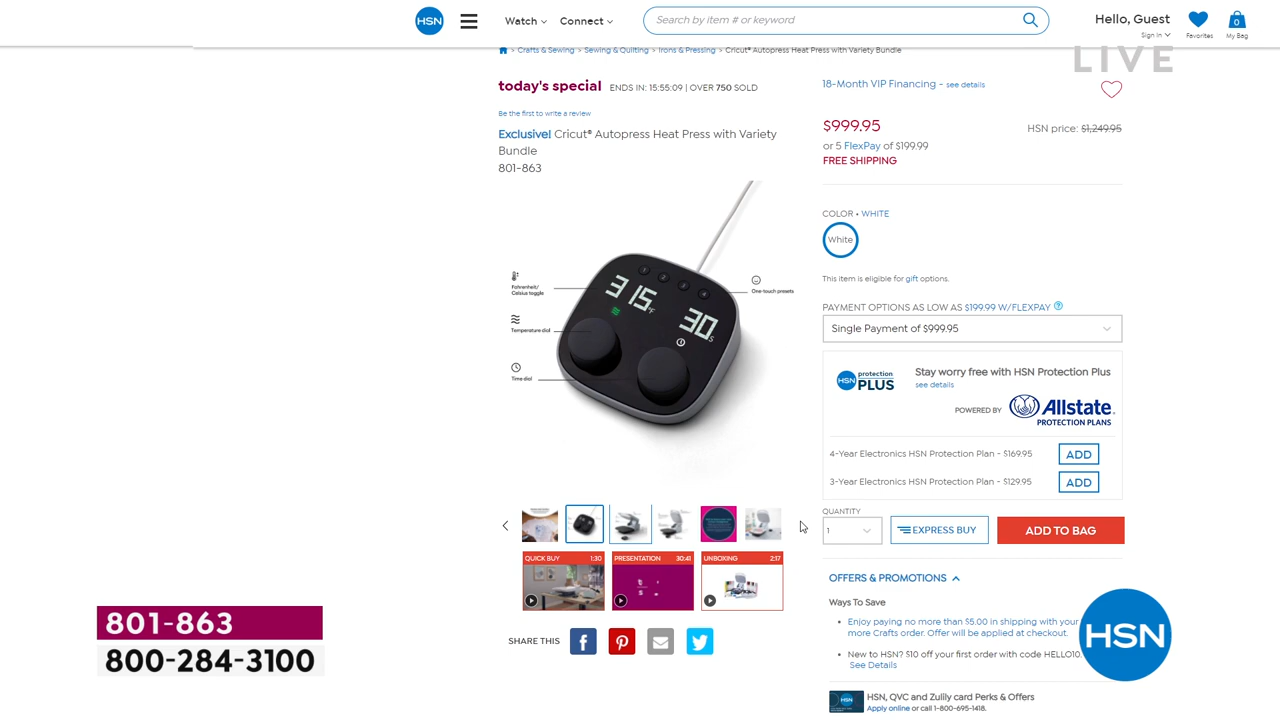 HSN
Watch
Connect
Search by item # or keyword
Hello, Guest
Sign in
Favorites
0
My Bag
LIVE
> Crafts & Sewing > Sewing & Quilting > Irons & Pressing > Cricut® Autopress Heat Press with Variety Bundle
today's special ENDS IN: 15:55:09 | OVER 750 SOLD
Be the first to write a review
Exclusive! Cricut® Autopress Heat Press with Variety
Bundle
801-863
18-Month VIP Financing - see details
$999.95
HSN price: $1,249.95
or 5 FlexPay of $199.99
FREE SHIPPING
COLOR • WHITE
White
This item is eligible for gift options.
PAYMENT OPTIONS AS LOW AS $199.99 W/FLEXPAY ?
Single Payment of $999.95
HSN protection PLUS
Stay worry free with HSN Protection Plus
see details
POWERED BY Allstate.
PROTECTION PLANS
4-Year Electronics HSN Protection Plan - $169.95 ADD
3-Year Electronics HSN Protection Plan - $129.95 ADD
QUANTITY
1
EXPRESS BUY
ADD TO BAG
Fahrenheit/
Celsius toggle
Temperature dial
Time dial
One-touch presets
1 2 3 4
315 °F
30 s
QUICK BUY 1:30
PRESENTATION 30:41
UNBOXING 2:17
SHARE THIS
OFFERS & PROMOTIONS
Ways To Save
• Enjoy paying no more than $5.00 in shipping with your
more Crafts order. Offer will be applied at checkout.
• New to HSN? $10 off your first order with code HELLO10.
See Details
HSN
HSN, QVC and Zulily card Perks & Offers
Apply online or call 1-800-695-1418.
801-863
800-284-3100
HSN